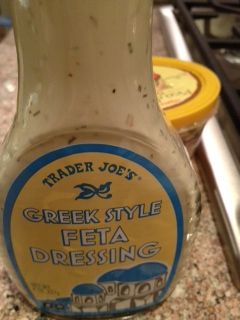 TRADER JOE'S
GREEK STYLE
FETA
DRESSING